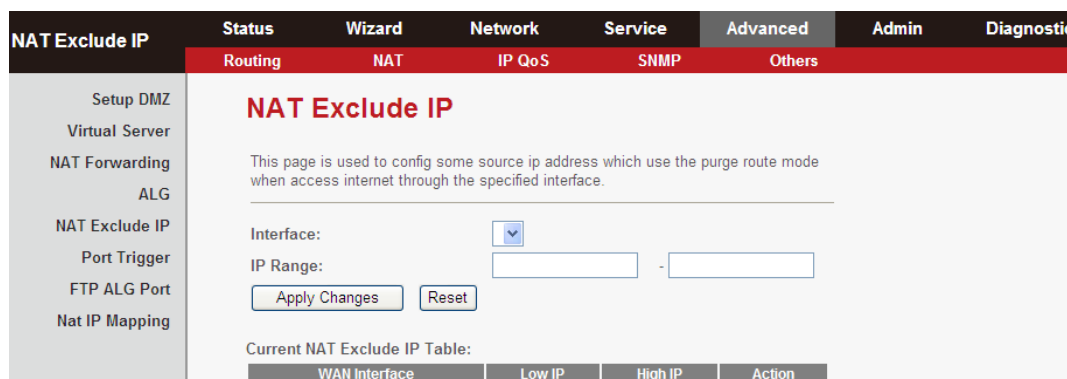 NAT Exclude IP
Status Wizard Network Service Advanced Admin
Routing NAT IP QoS SNMP Others
Setup DMZ
Virtual Server
NAT Forwarding
ALG
NAT Exclude IP
Port Trigger
FTP ALG Port
Nat IP Mapping
NAT Exclude IP
This page is used to config some source ip address which use the purge route mode
when access internet through the specified interface.
Interface:
IP Range: -
Apply Changes Reset
Current NAT Exclude IP Table:
WAN Interface Low IP High IP Action